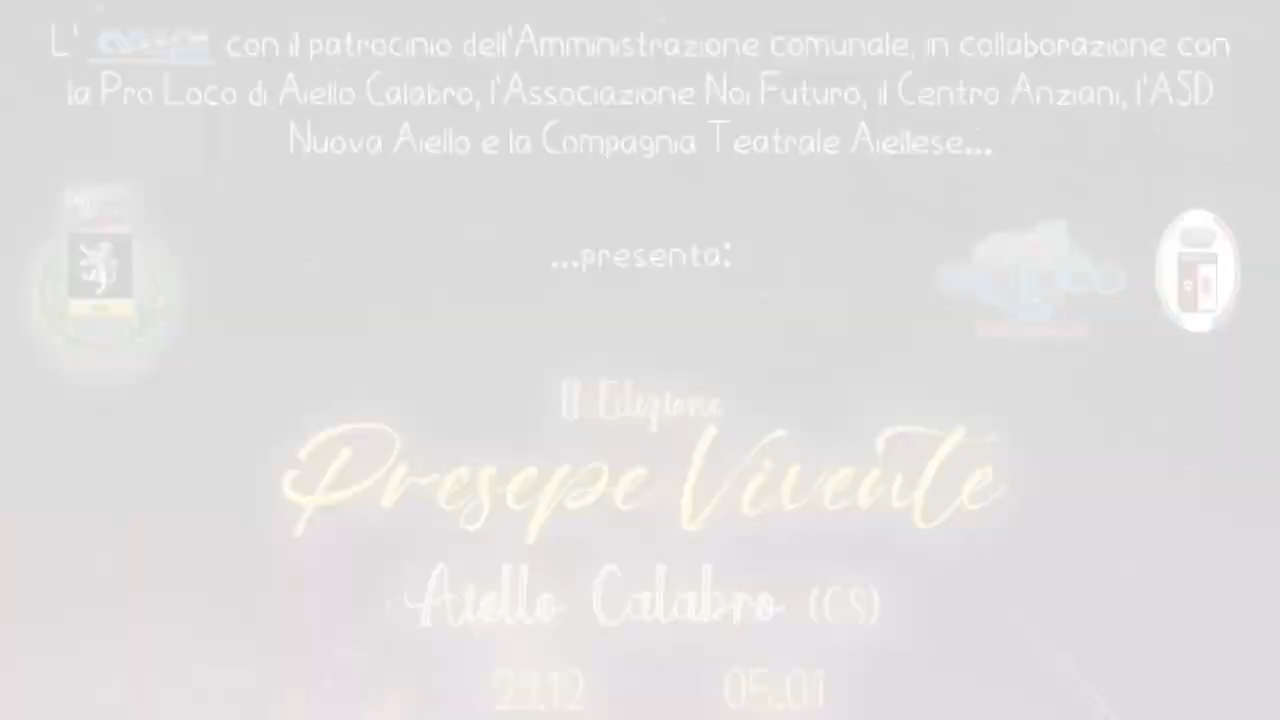 L' con il patrocinio dell'Amministrazione comunale, in collaborazione con
la Pro Loco di Aiello Calabro, l'Associazione Noi Futuro, il Centro Anziani, l'ASD
Nuova Aiello e la Compagnia Teatrale Aiellese...
...presenta:
II Edizione
Presepe Vivente
Aiello Calabro (CS)
05.01